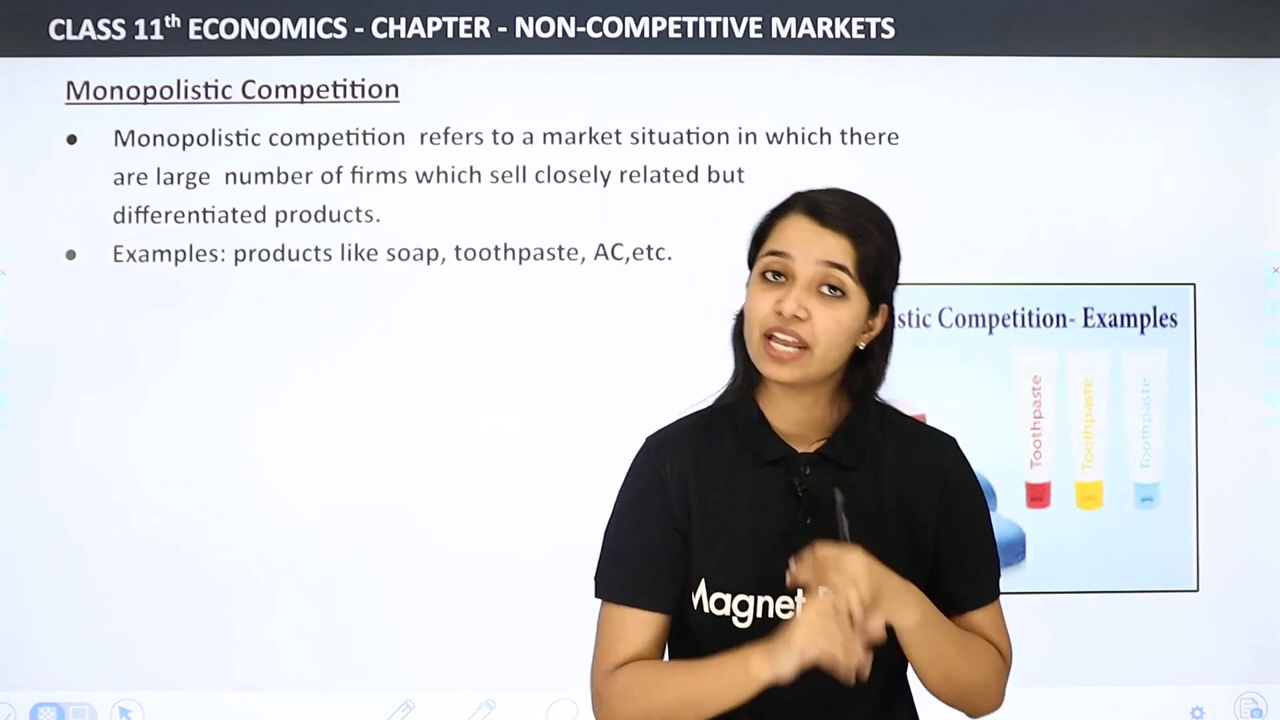 CLASS 11th ECONOMICS - CHAPTER - NON-COMPETITIVE MARKETS
Monopolistic Competition
• Monopolistic competition refers to a market situation in which there
are large number of firms which sell closely related but
differentiated products.
• Examples: products like soap, toothpaste, AC,etc.
istic Competition- Examples
Toothpaste
Toothpaste
Toothpaste
Magnet